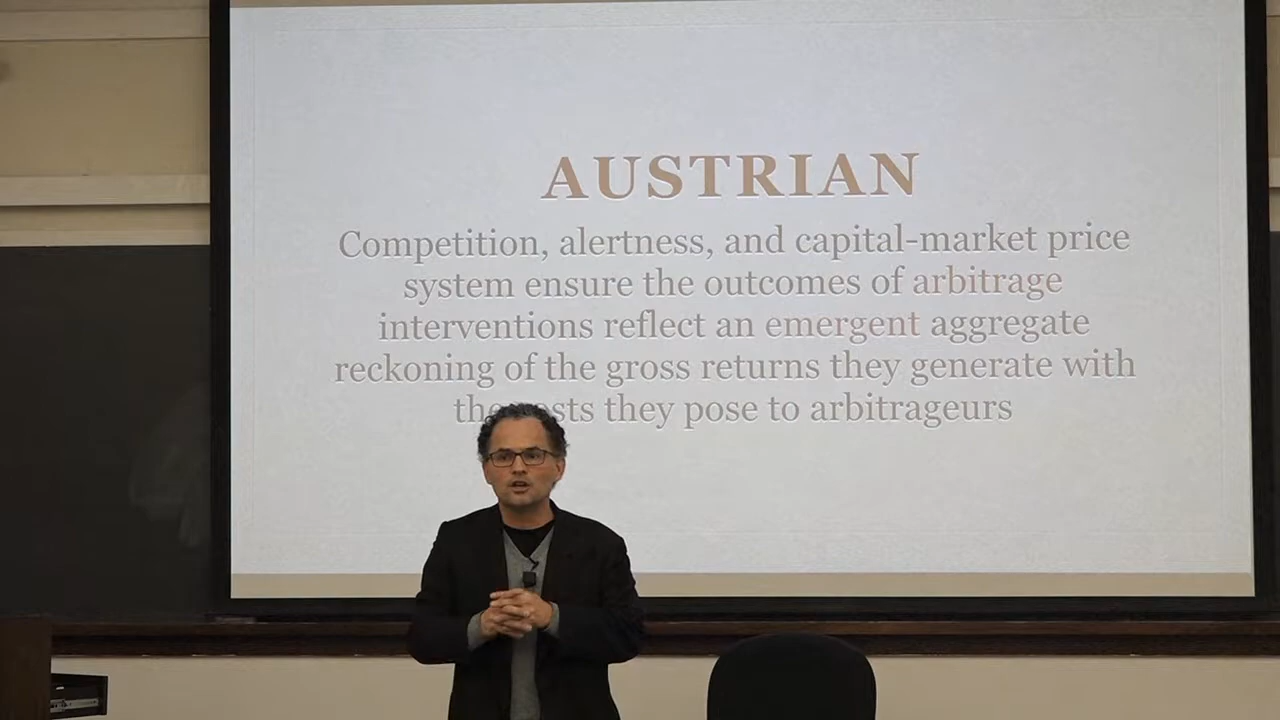 AUSTRIAN
Competition, alertness, and capital-market price
system ensure the outcomes of arbitrage
interventions reflect an emergent aggregate
reckoning of the gross returns they generate with
they pose to arbitrageurs